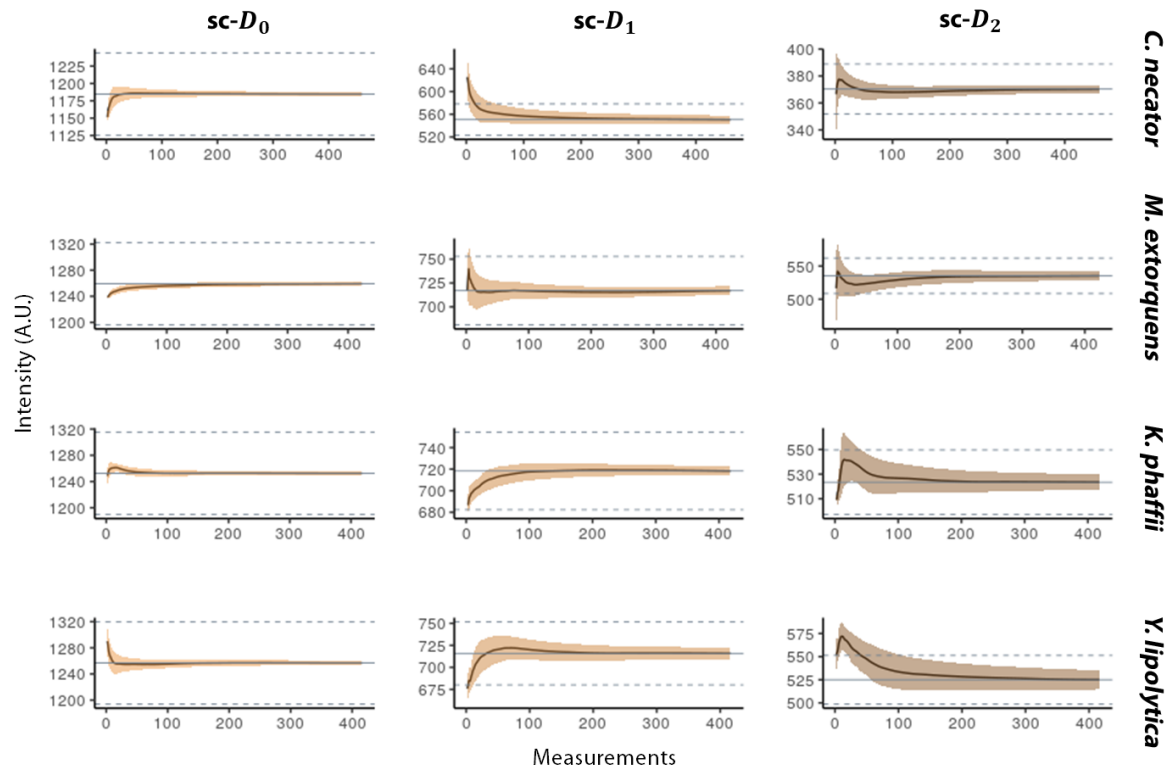 sc-D₀ sc-D₁ sc-D₂
C. necator
1225
1200
1175
1150
1125
0 100 200 300 400
640
600
560
520
0 100 200 300 400
400
380
360
340
0 100 200 300 400
M. extorquens
1320
1280
1240
1200
0 100 200 300 400
750
725
700
0 100 200 300 400
550
500
0 100 200 300 400
Intensity (A.U.)
K. phaffii
1320
1280
1240
1200
0 100 200 300 400
740
720
700
680
0 100 200 300 400
550
530
510
0 100 200 300 400
Y. lipolytica
1320
1280
1240
1200
0 100 200 300 400
750
725
700
675
0 100 200 300 400
575
550
525
500
0 100 200 300 400
Measurements